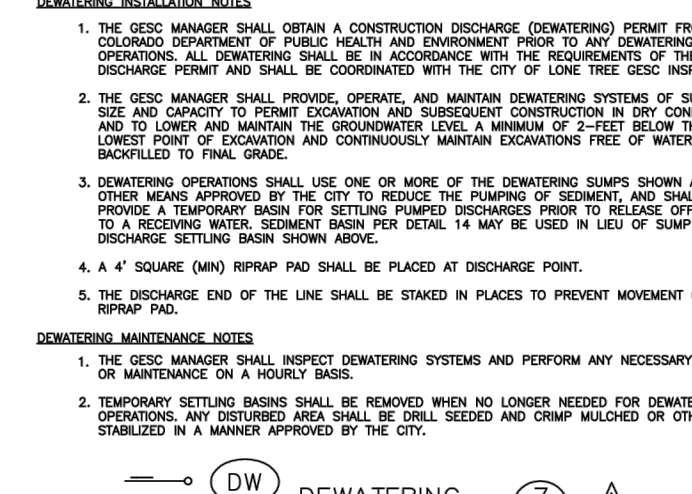 DEWATERING INSTALLATION NOTES
1. THE GESC MANAGER SHALL OBTAIN A CONSTRUCTION DISCHARGE (DEWATERING) PERMIT
COLORADO DEPARTMENT OF PUBLIC HEALTH AND ENVIRONMENT PRIOR TO ANY DEWATERING
OPERATIONS. ALL DEWATERING SHALL BE IN ACCORDANCE WITH THE REQUIREMENTS OF THE
DISCHARGE PERMIT AND SHALL BE COORDINATED WITH THE CITY OF LONE TREE GESC
2. THE GESC MANAGER SHALL PROVIDE, OPERATE, AND MAINTAIN DEWATERING SYSTEMS OF
SIZE AND CAPACITY TO PERMIT EXCAVATION AND SUBSEQUENT CONSTRUCTION IN DRY
AND TO LOWER AND MAINTAIN THE GROUNDWATER LEVEL A MINIMUM OF 2-FEET BELOW
LOWEST POINT OF EXCAVATION AND CONTINUOUSLY MAINTAIN EXCAVATIONS FREE OF WATER
BACKFILLED TO FINAL GRADE.
3. DEWATERING OPERATIONS SHALL USE ONE OR MORE OF THE DEWATERING SUMPS SHOWN
OTHER MEANS APPROVED BY THE CITY TO REDUCE THE PUMPING OF SEDIMENT, AND
PROVIDE A TEMPORARY BASIN FOR SETTLING PUMPED DISCHARGES PRIOR TO RELEASE
TO A RECEIVING WATER. SEDIMENT BASIN PER DETAIL 14 MAY BE USED IN LIEU OF SUMP
DISCHARGE SETTLING BASIN SHOWN ABOVE.
4. A 4' SQUARE (MIN) RIPRAP PAD SHALL BE PLACED AT DISCHARGE POINT.
5. THE DISCHARGE END OF THE LINE SHALL BE STAKED IN PLACES TO PREVENT MOVEMENT
RIPRAP PAD.
DEWATERING MAINTENANCE NOTES
1. THE GESC MANAGER SHALL INSPECT DEWATERING SYSTEMS AND PERFORM ANY NECESSARY
OR MAINTENANCE ON A HOURLY BASIS.
2. TEMPORARY SETTLING BASINS SHALL BE REMOVED WHEN NO LONGER NEEDED FOR
OPERATIONS. ANY DISTURBED AREA SHALL BE DRILL SEEDED AND CRIMP MULCHED OR
STABILIZED IN A MANNER APPROVED BY THE CITY.
DW DEWATERING 7